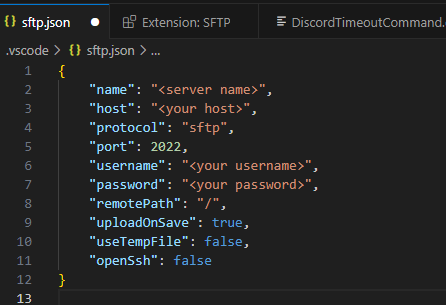 {} sftp.json ● Extension: SFTP DiscordTimeoutCommand.
.vscode > {} sftp.json > ...
1 {
2 "name": "<server name>",
3 "host": "<your host>",
4 "protocol": "sftp",
5 "port": 2022,
6 "username": "<your username>",
7 "password": "<your password>",
8 "remotePath": "/",
9 "uploadOnSave": true,
10 "useTempFile": false,
11 "openSsh": false
12 }
13